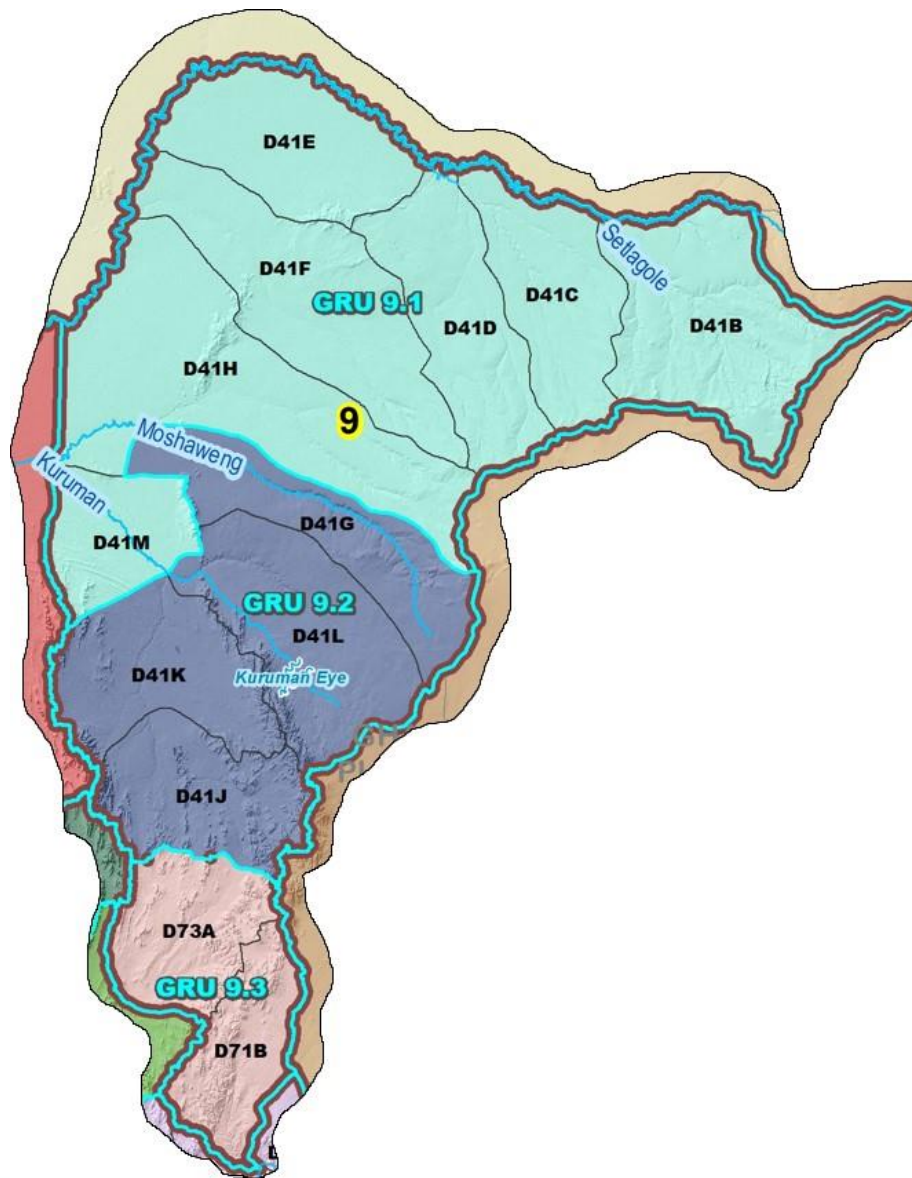 D41E
Setlagole
D41F
GRU 9.1
D41C
D41D
D41B
D41H
9
Moshaweng
Kuruman
D41G
D41M
GRU 9.2
D41L
D41K
Kuruman Eye
D41J
D73A
GRU 9.3
D71B